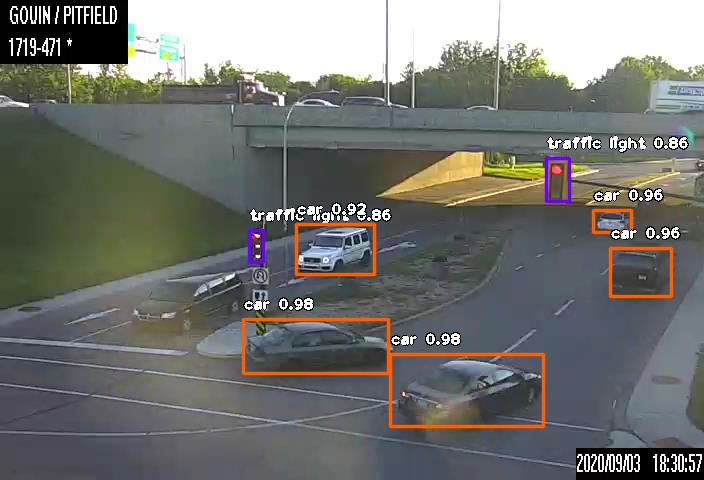 GOUIN / PITFIELD
1719-471 *
traffic light 0.86
car 0.96
traffic light 0.86
car 0.92
car 0.96
car 0.98
car 0.98
2020/09/03 18:30:57